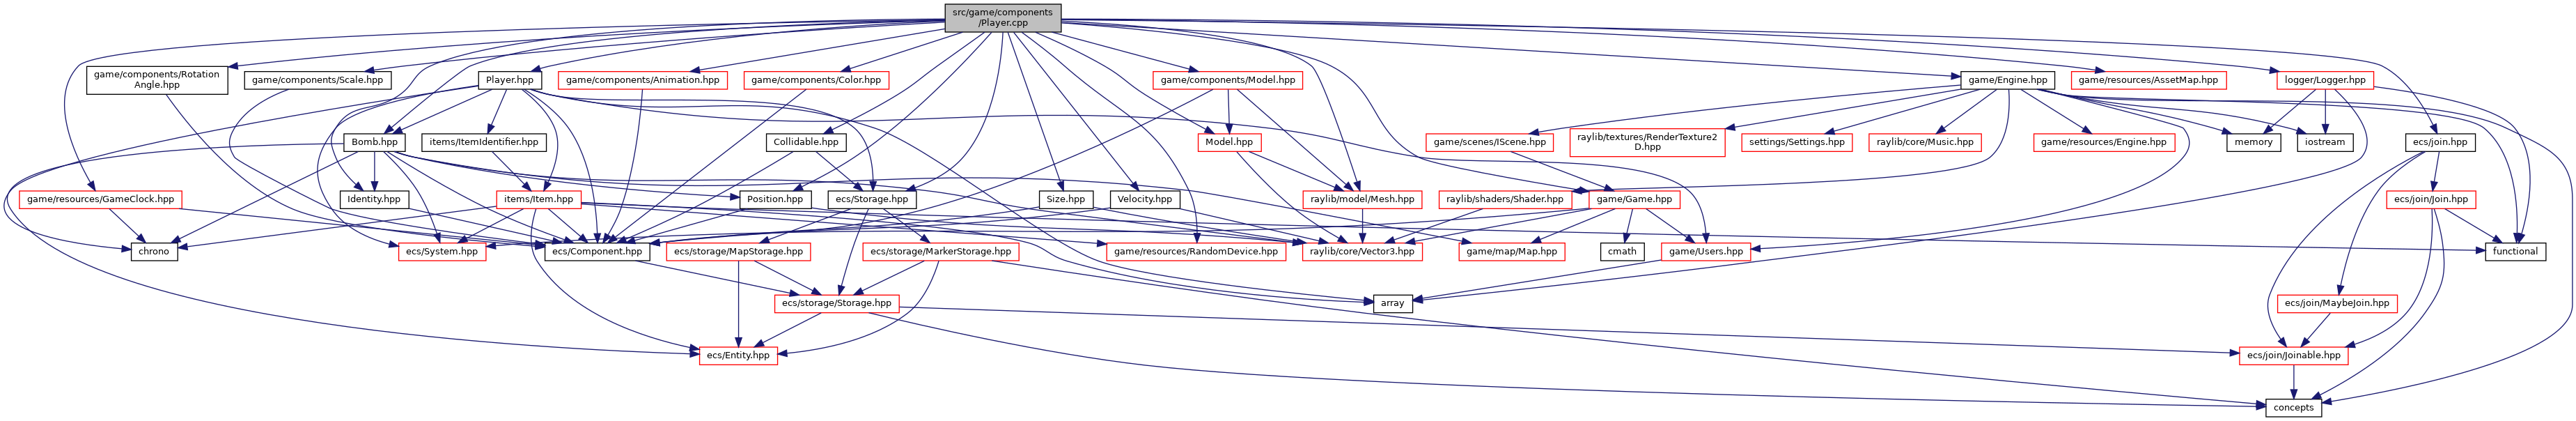 src/game/components
/Player.cpp
game/components/Rotation
Angle.hpp
game/components/Scale.hpp
Player.hpp
game/components/Animation.hpp
game/components/Color.hpp
game/components/Model.hpp
game/Engine.hpp
game/resources/AssetMap.hpp
logger/Logger.hpp
Bomb.hpp
items/ItemIdentifier.hpp
Collidable.hpp
Model.hpp
game/scenes/IScene.hpp
raylib/textures/RenderTexture2
D.hpp
settings/Settings.hpp
raylib/core/Music.hpp
game/resources/Engine.hpp
memory
iostream
ecs/join.hpp
game/resources/GameClock.hpp
Identity.hpp
items/Item.hpp
Position.hpp
ecs/Storage.hpp
Size.hpp
Velocity.hpp
raylib/model/Mesh.hpp
raylib/shaders/Shader.hpp
game/Game.hpp
ecs/join/Join.hpp
chrono
ecs/System.hpp
ecs/Component.hpp
ecs/storage/MapStorage.hpp
ecs/storage/MarkerStorage.hpp
game/resources/RandomDevice.hpp
raylib/core/Vector3.hpp
game/map/Map.hpp
cmath
game/Users.hpp
functional
ecs/storage/Storage.hpp
array
ecs/join/MaybeJoin.hpp
ecs/Entity.hpp
ecs/join/Joinable.hpp
concepts